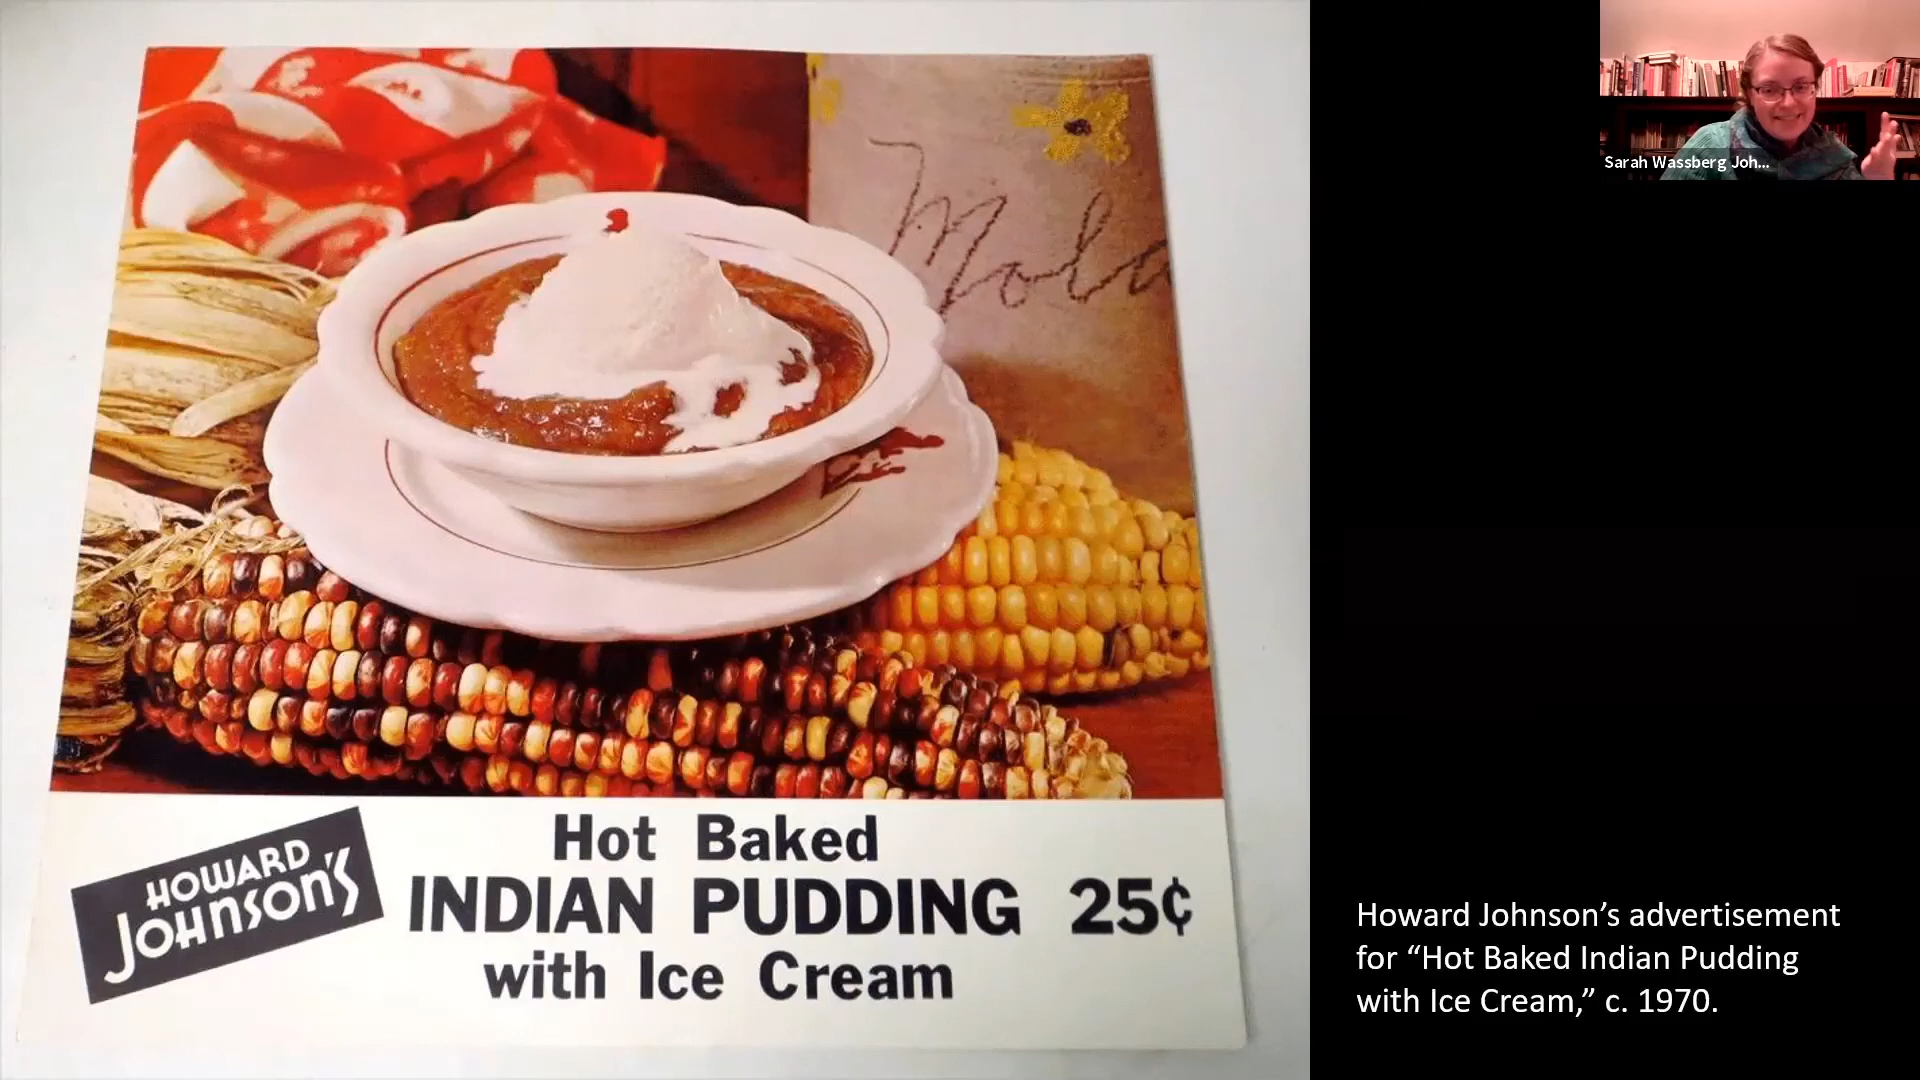 Mola
HOWARD
JOHNSON'S
Hot Baked
INDIAN PUDDING 25¢
with Ice Cream
Sarah Wassberg Joh...
Howard Johnson’s advertisement
for “Hot Baked Indian Pudding
with Ice Cream,” c. 1970.